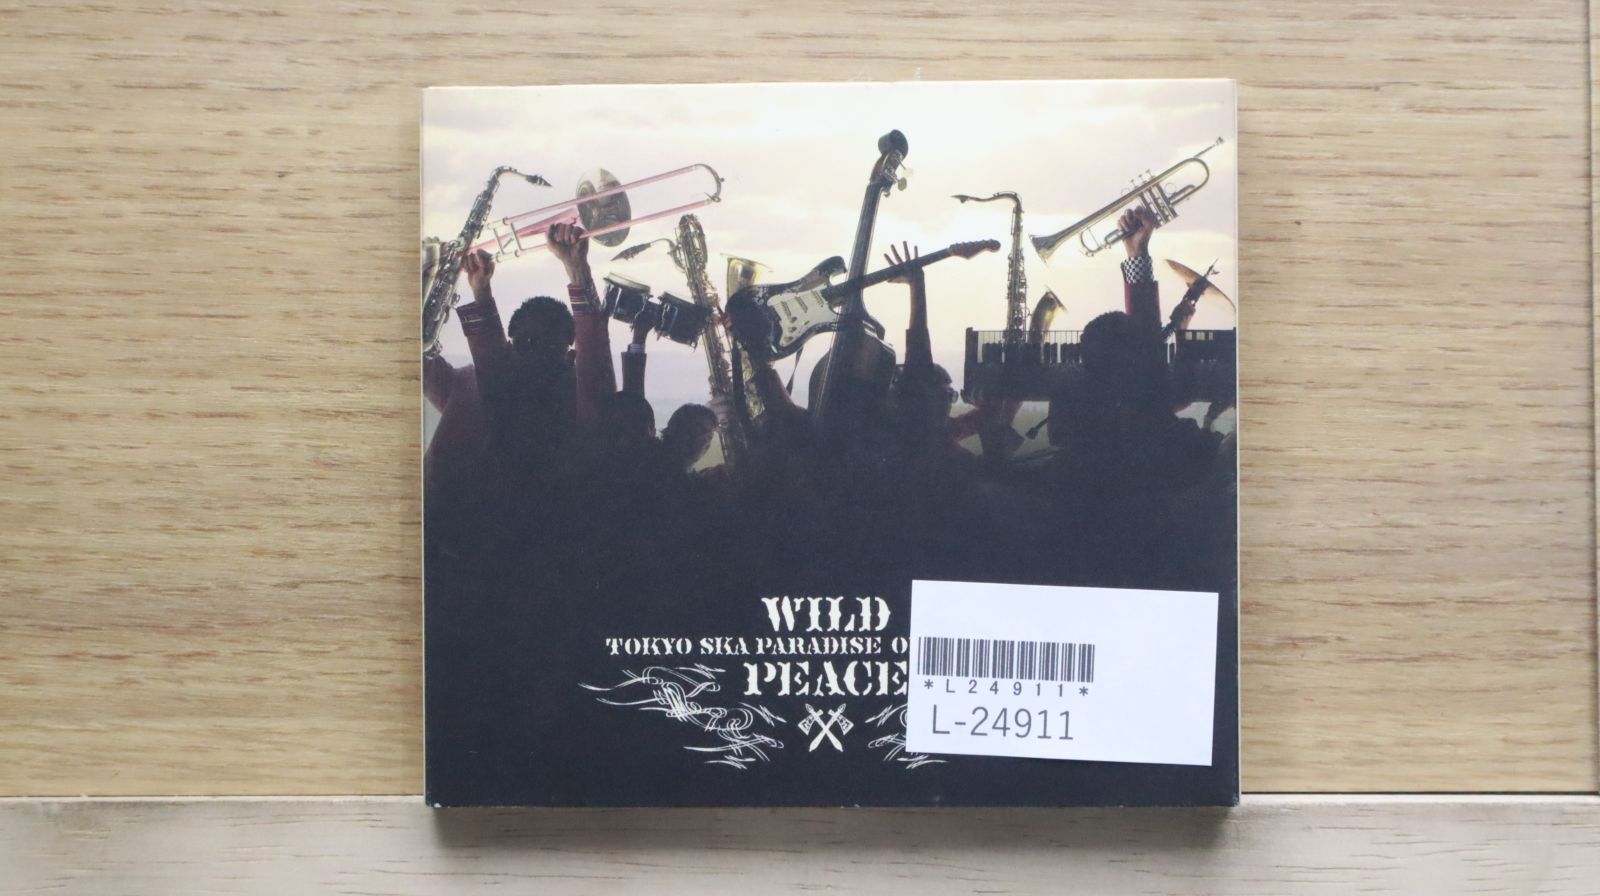 WILD
TOKYO SKA PARADISE O
PEACE
*L24911*
L-24911